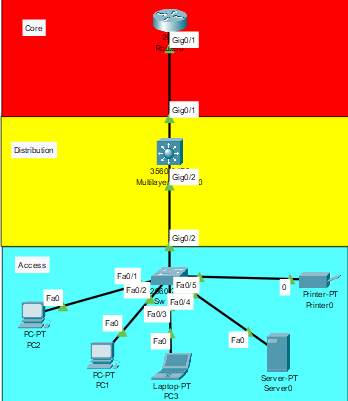 Core
Gig0/1
Gig0/1
Distribution
3560
Multilayer
0
Gig0/2
Gig0/2
Access
Fa0/1
Fa0/2
Fa0/5
Fa0/4
Fa0/3
Sw
0
Printer-PT
Printer0
Fa0
PC-PT
PC2
Fa0
PC-PT
PC1
Fa0
Laptop-PT
PC3
Fa0
Server-PT
Server0